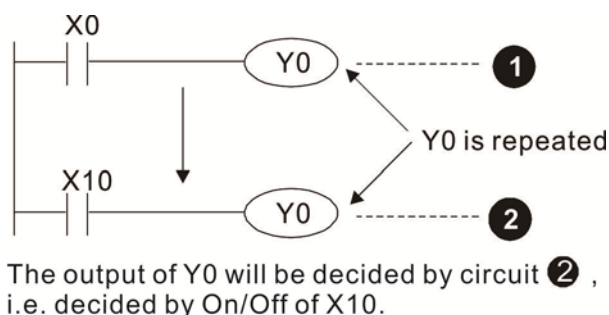 X0
Y0
1
Y0 is repeated
X10
Y0
2
The output of Y0 will be decided by circuit 2 ,
i.e. decided by On/Off of X10.